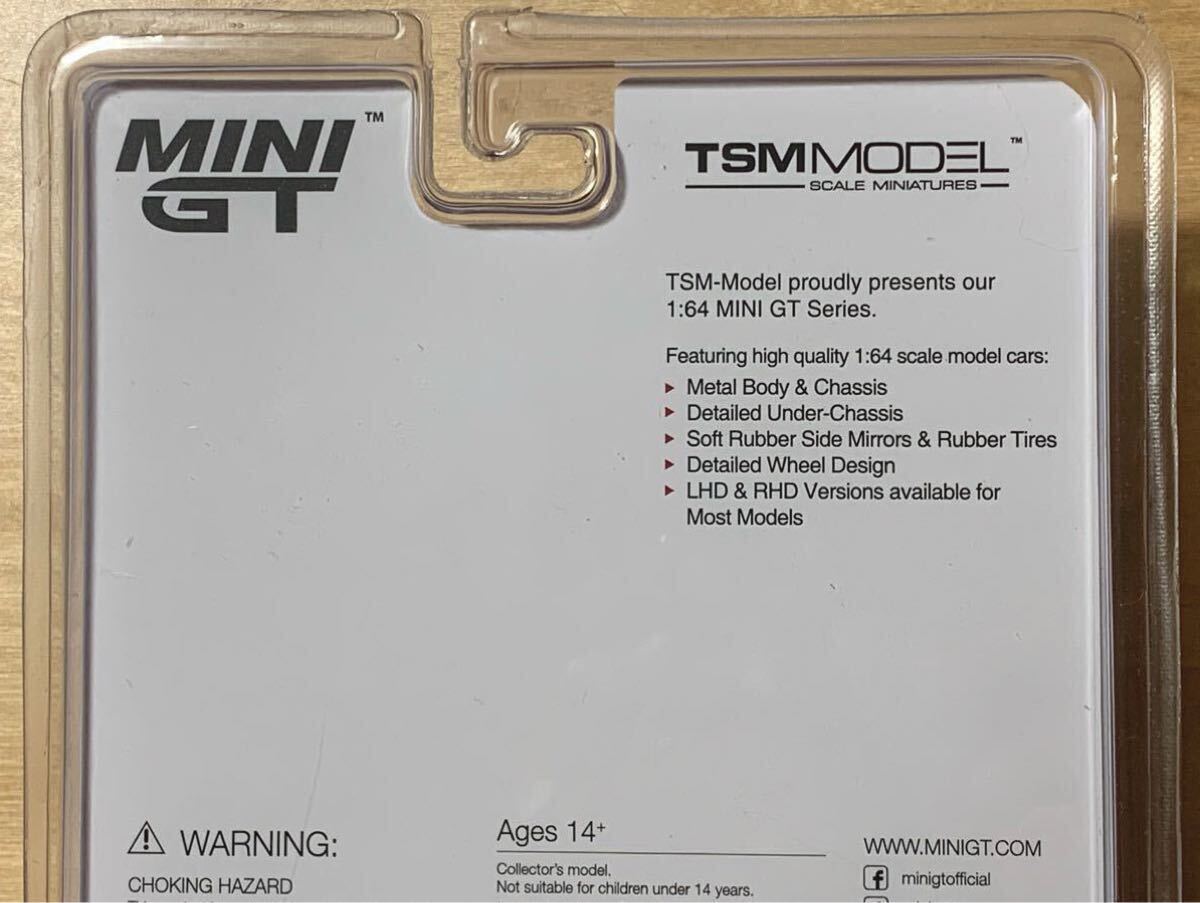 MINI GT™
TSMMODEL™
SCALE MINIATURES
TSM-Model proudly presents our
1:64 MINI GT Series.
Featuring high quality 1:64 scale model cars:
▸ Metal Body & Chassis
▸ Detailed Under-Chassis
▸ Soft Rubber Side Mirrors & Rubber Tires
▸ Detailed Wheel Design
▸ LHD & RHD Versions available for
Most Models
⚠ WARNING:
CHOKING HAZARD
Ages 14+
Collector's model.
Not suitable for children under 14 years.
WWW.MINIGT.COM
minigtofficial